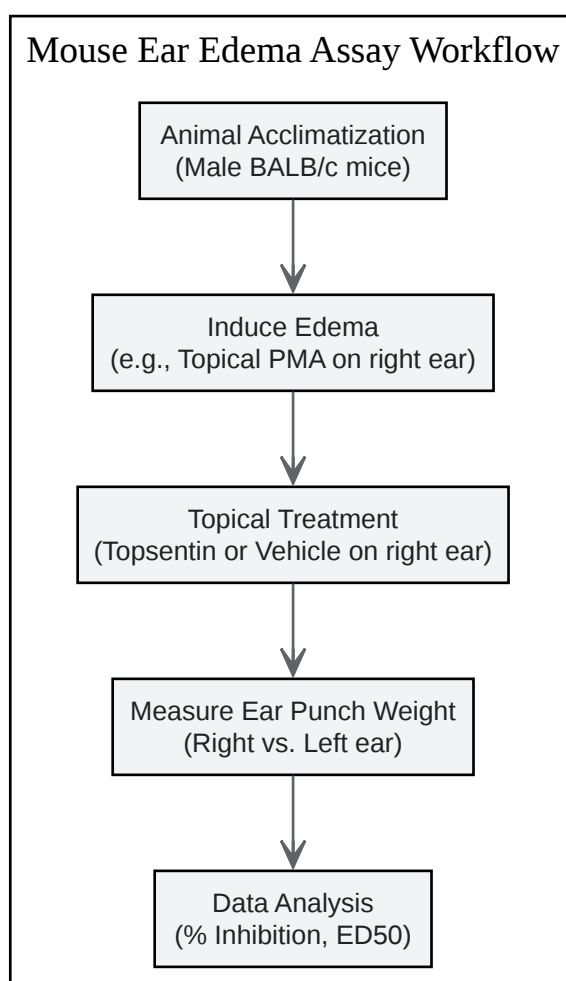 Mouse Ear Edema Assay Workflow
Animal Acclimatization
(Male BALB/c mice)
Induce Edema
(e.g., Topical PMA on right ear)
Topical Treatment
(Topsentin or Vehicle on right ear)
Measure Ear Punch Weight
(Right vs. Left ear)
Data Analysis
(% Inhibition, ED50)